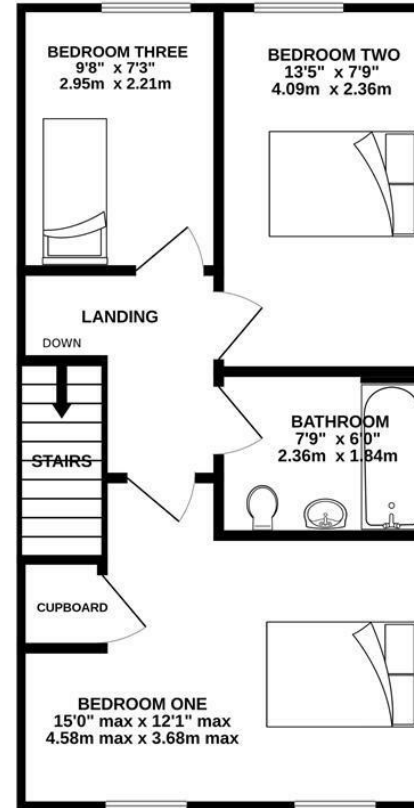 BEDROOM THREE
9'8" x 7'3"
2.95m x 2.21m
BEDROOM TWO
13'5" x 7'9"
4.09m x 2.36m
LANDING
DOWN
STAIRS
BATHROOM
7'9" x 6'0"
2.36m x 1.84m
CUPBOARD
BEDROOM ONE
15'0" max x 12'1" max
4.58m max x 3.68m max